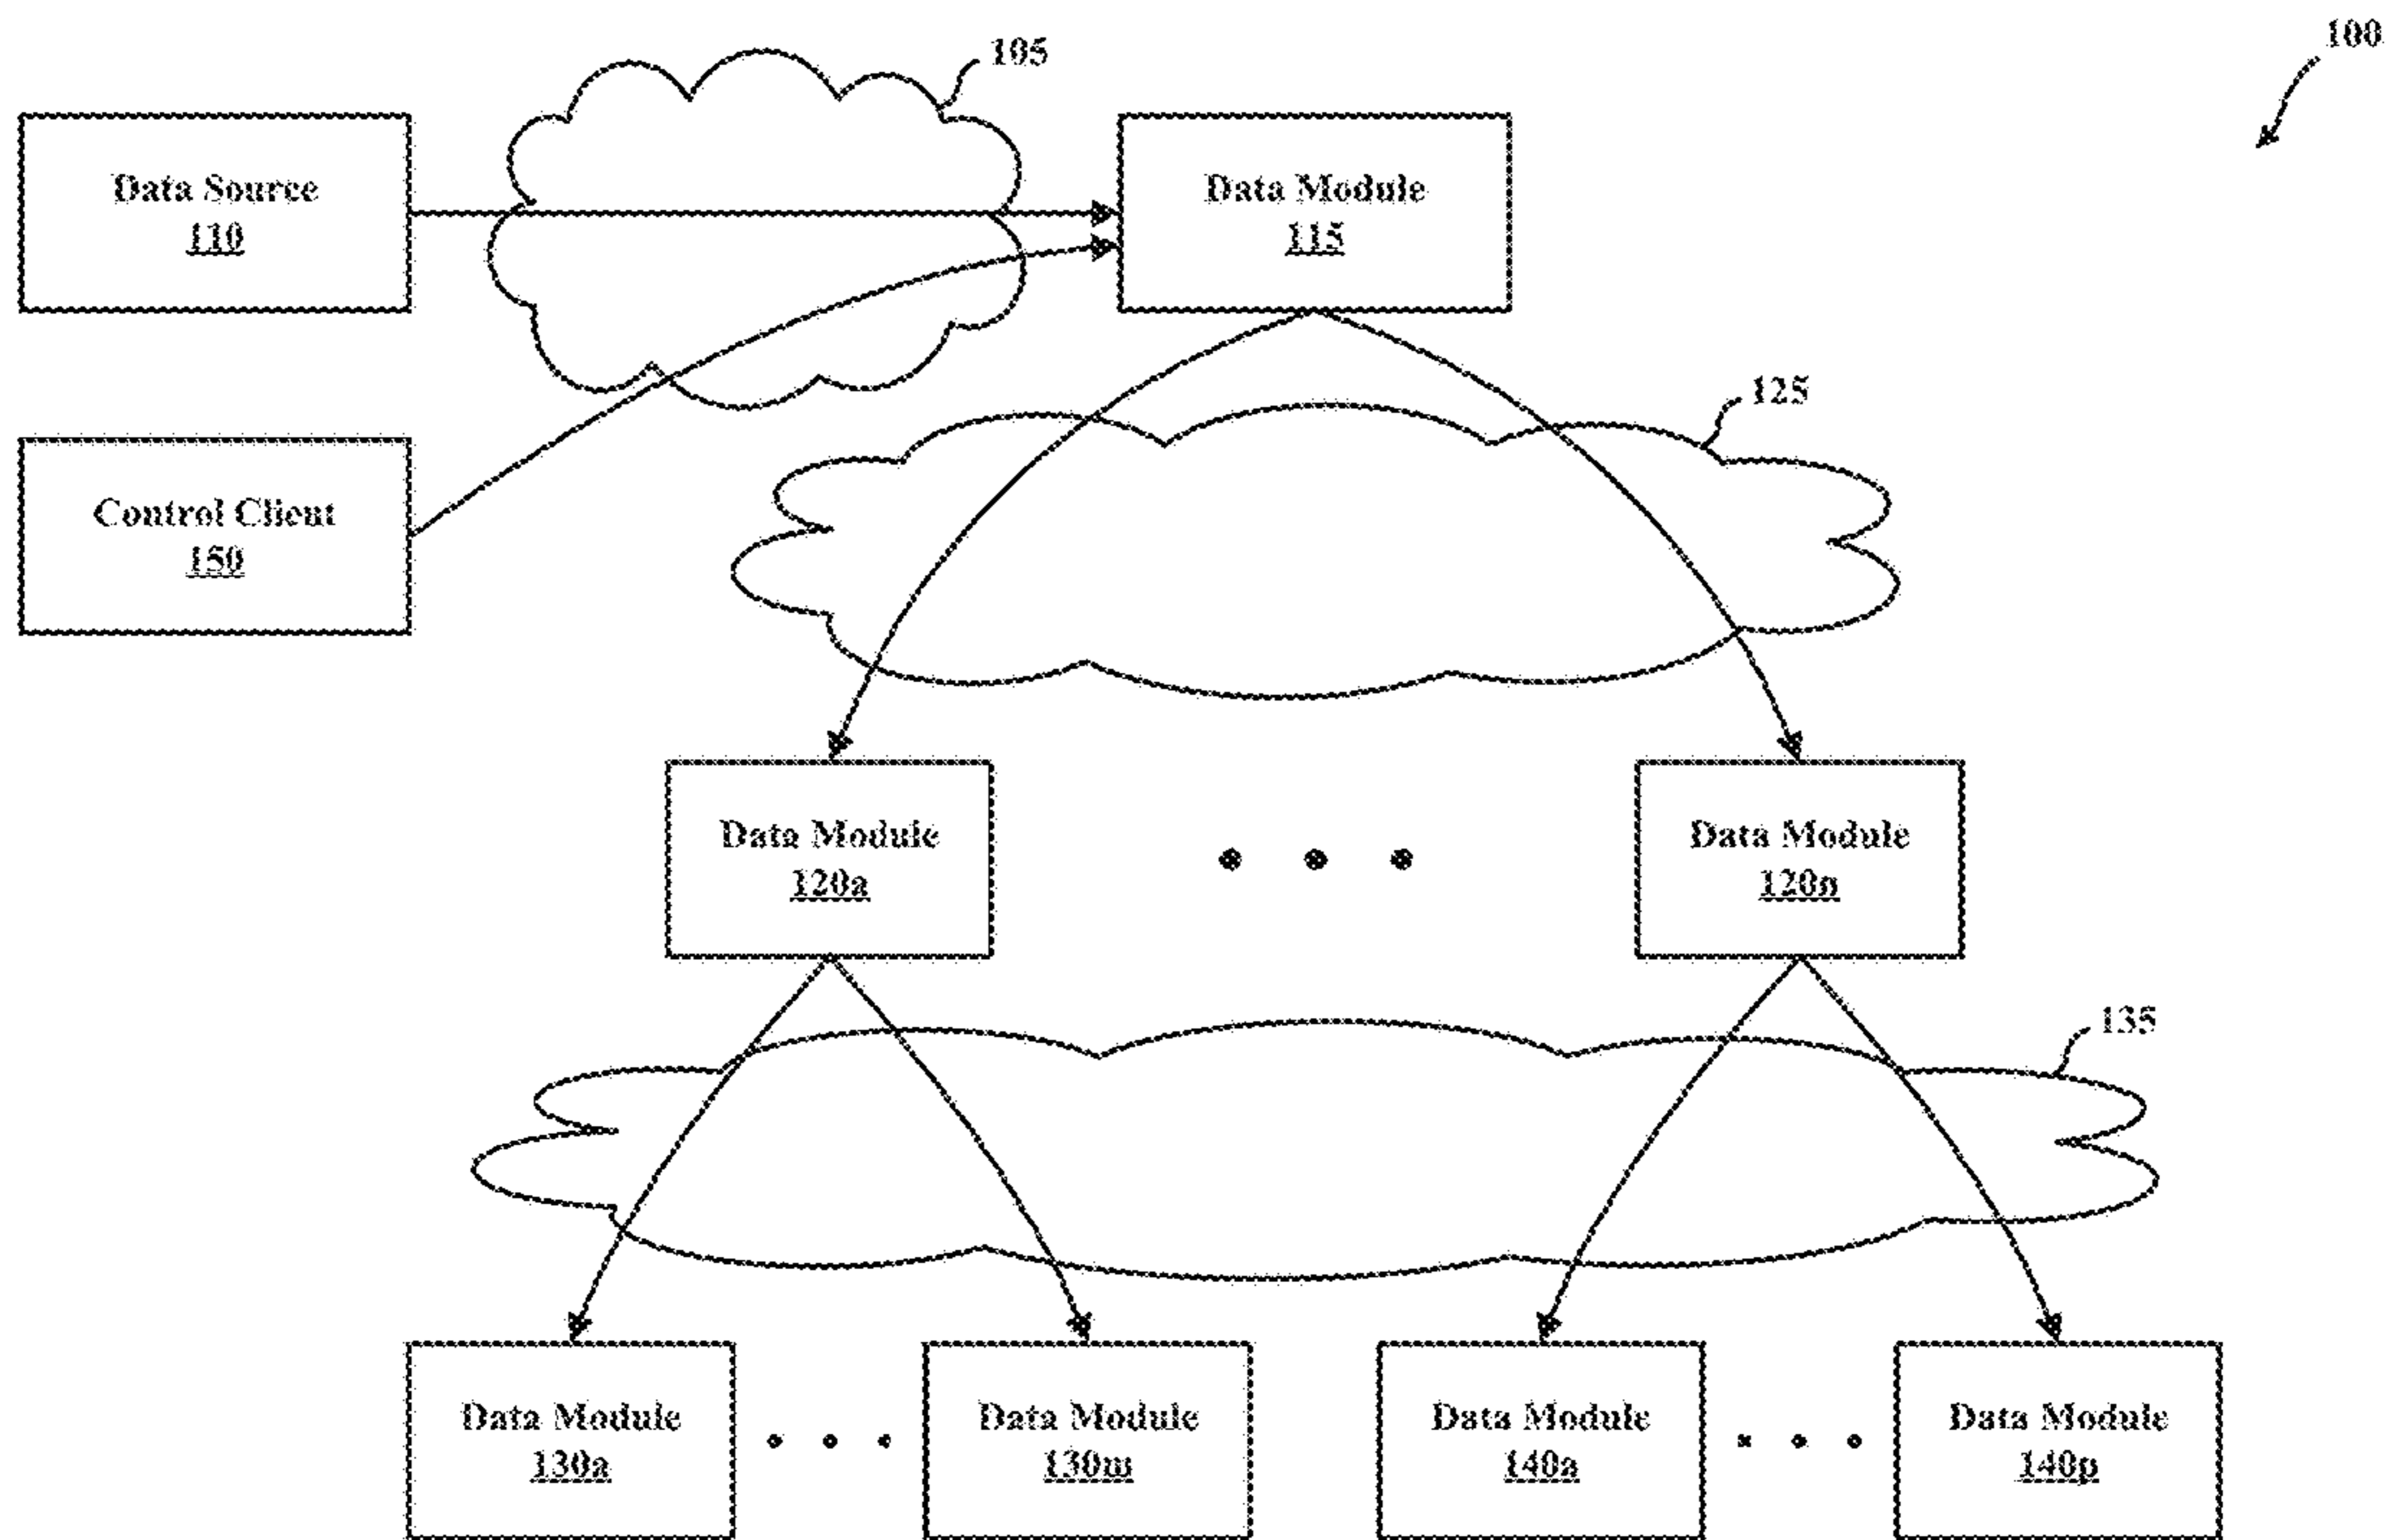 100
105
Data Source
110
Data Module
115
125
Control Client
150
Data Module
120a
Data Module
120n
135
Data Module
130a
Data Module
130m
Data Module
140a
Data Module
140p